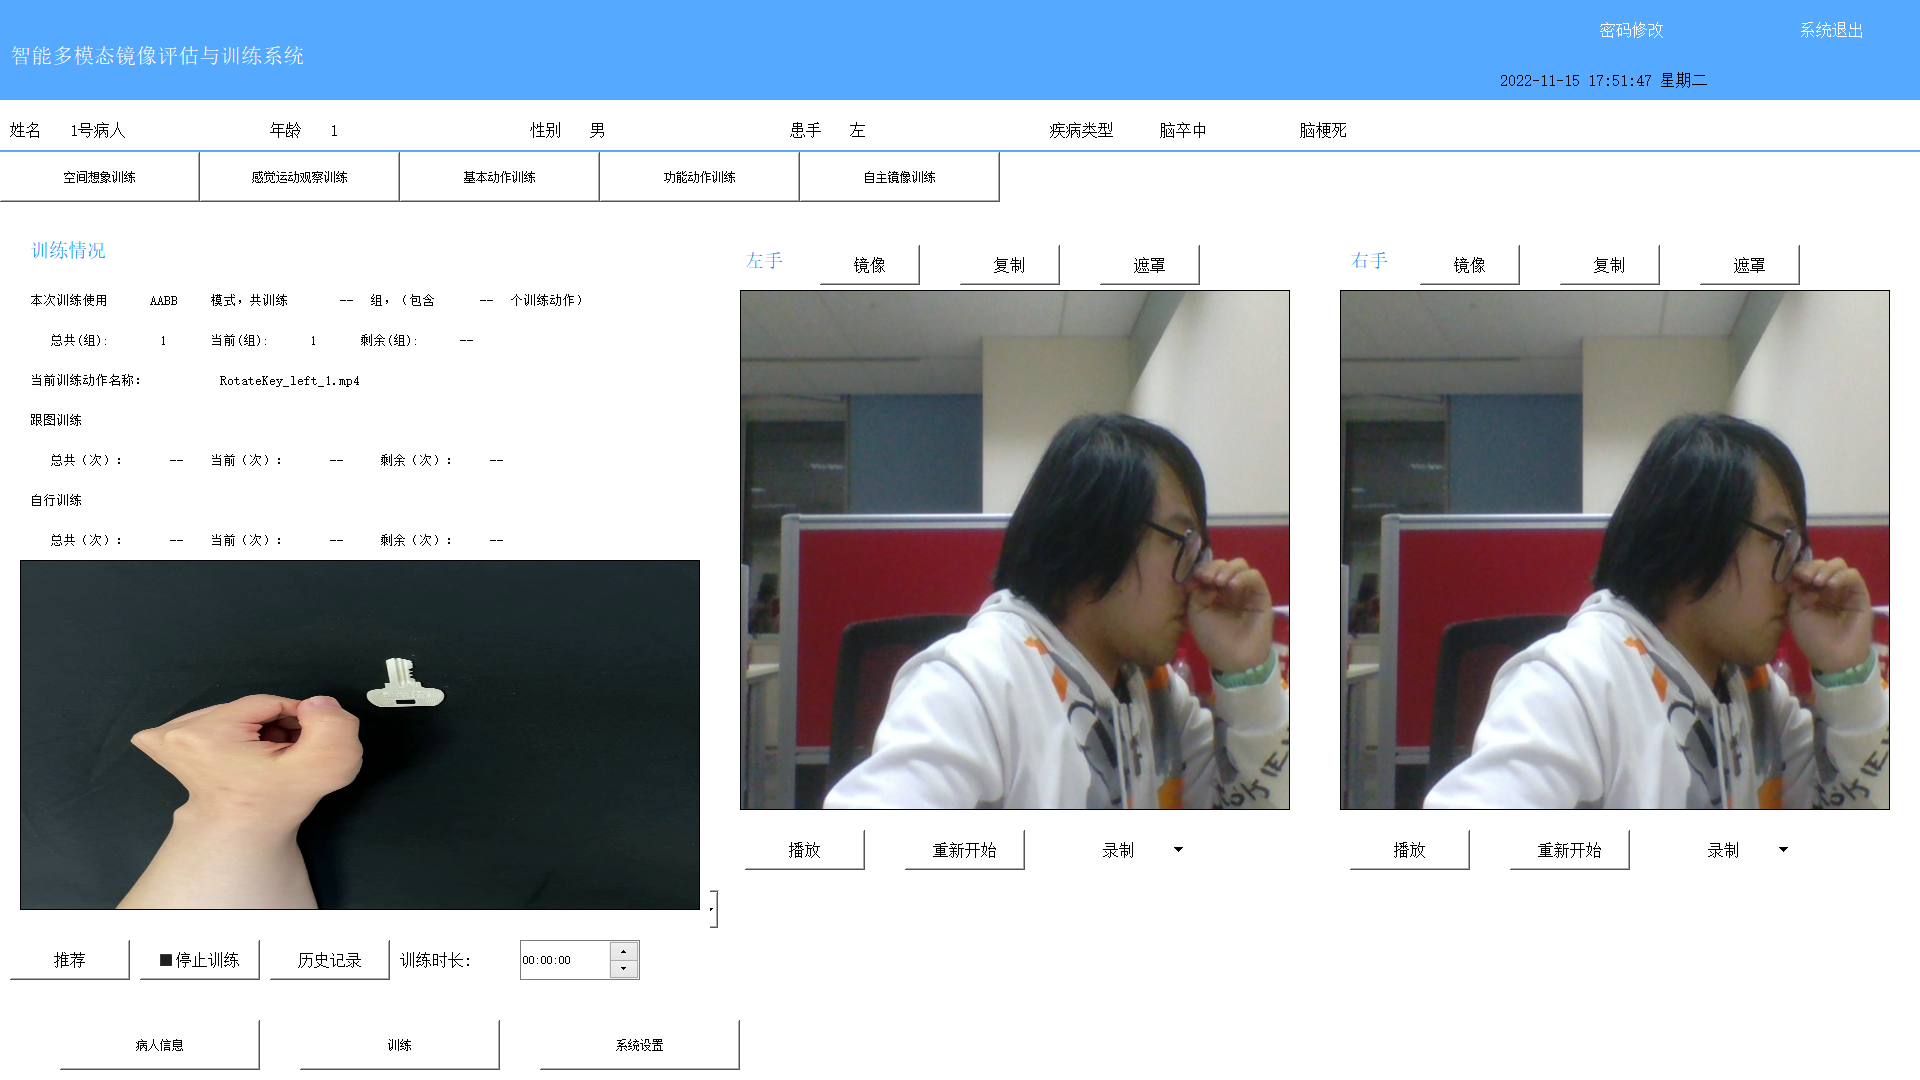 密码修改 系统退出
智能多模态镜像评估与训练系统
2022-11-15 17:51:47 星期二
姓名 1号病人 年龄 1 性别 男 患手 左 疾病类型 脑卒中 脑梗死
空间想象训练 感觉运动观察训练 基本动作训练 功能动作训练 自主镜像训练
训练情况
左手 镜像 复制 遮罩 右手 镜像 复制 遮罩
本次训练使用 AABB 模式，共训练 -- 组，（包含 -- 个训练动作）
总共(组): 1 当前(组): 1 剩余(组): --
当前训练动作名称: RotateKey_left_1.mp4
跟图训练
总共（次）: -- 当前（次）: -- 剩余（次）: --
自行训练
总共（次）: -- 当前（次）: -- 剩余（次）: --
播放 重新开始 录制 播放 重新开始 录制
推荐 ■停止训练 历史记录 训练时长: 00:00:00
病人信息 训练 系统设置